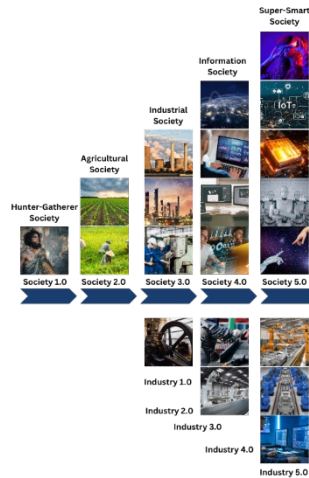 Super-Smart
Society
Information
Society
Industrial
Society
Agricultural
Society
Hunter-Gatherer
Society
IoT
Society 1.0
Society 2.0
Society 3.0
Society 4.0
Society 5.0
Industry 1.0
Industry 2.0
Industry 3.0
Industry 4.0
Industry 5.0